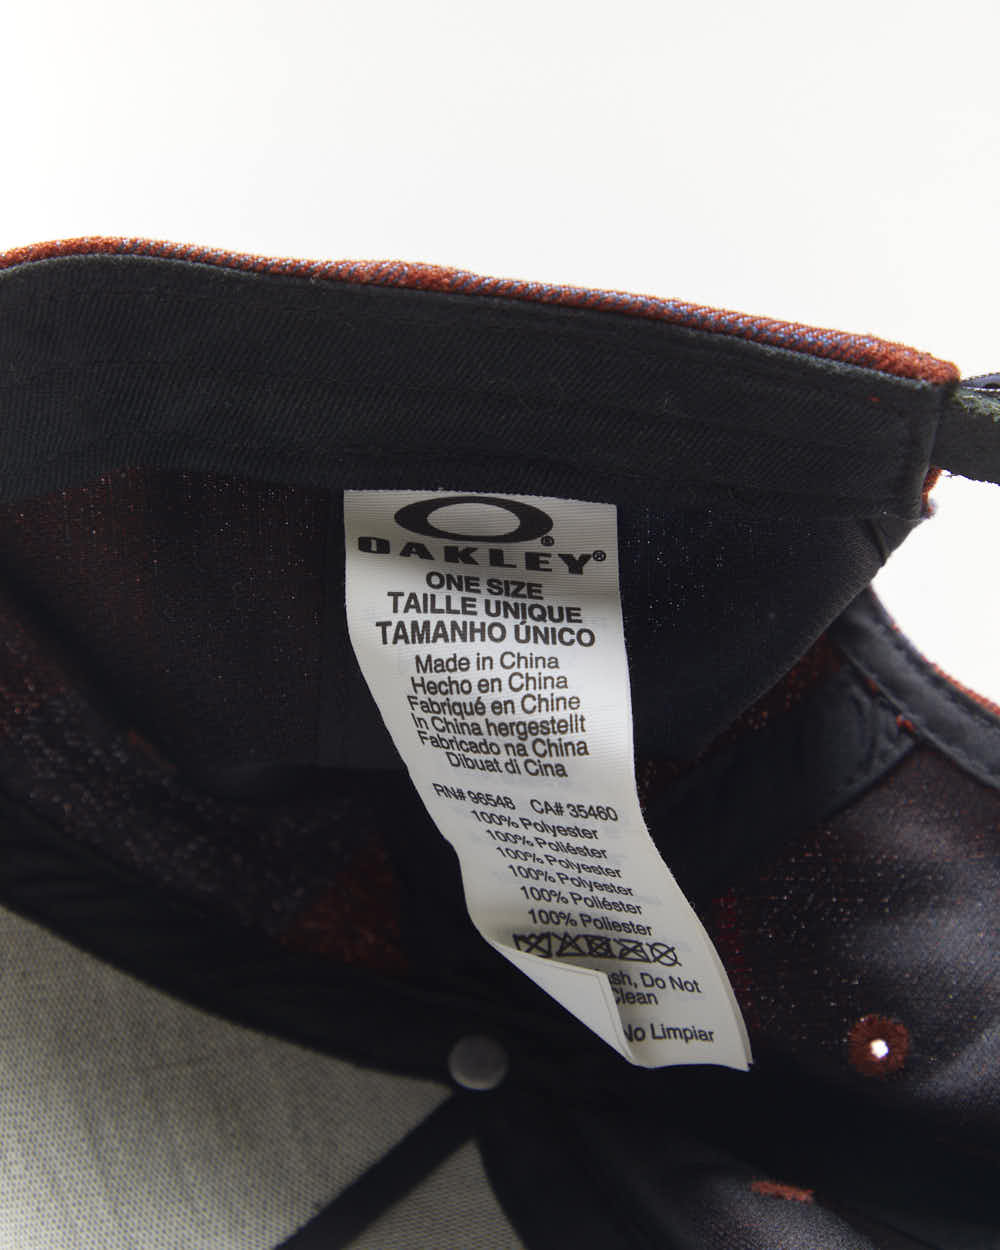 OAKLEY®
ONE SIZE
TAILLE UNIQUE
TAMANHO ÚNICO
Made in China
Hecho en China
Fabriqué en Chine
In China hergestellt
Fabricado na China
Dibuat di Cina
RN# 96548 CA# 35460
100% Polyester
100% Poliéster
100% Polyester
100% Polyester
100% Poliéster
100% Poliester
Do Not
Clean
No Limpiar